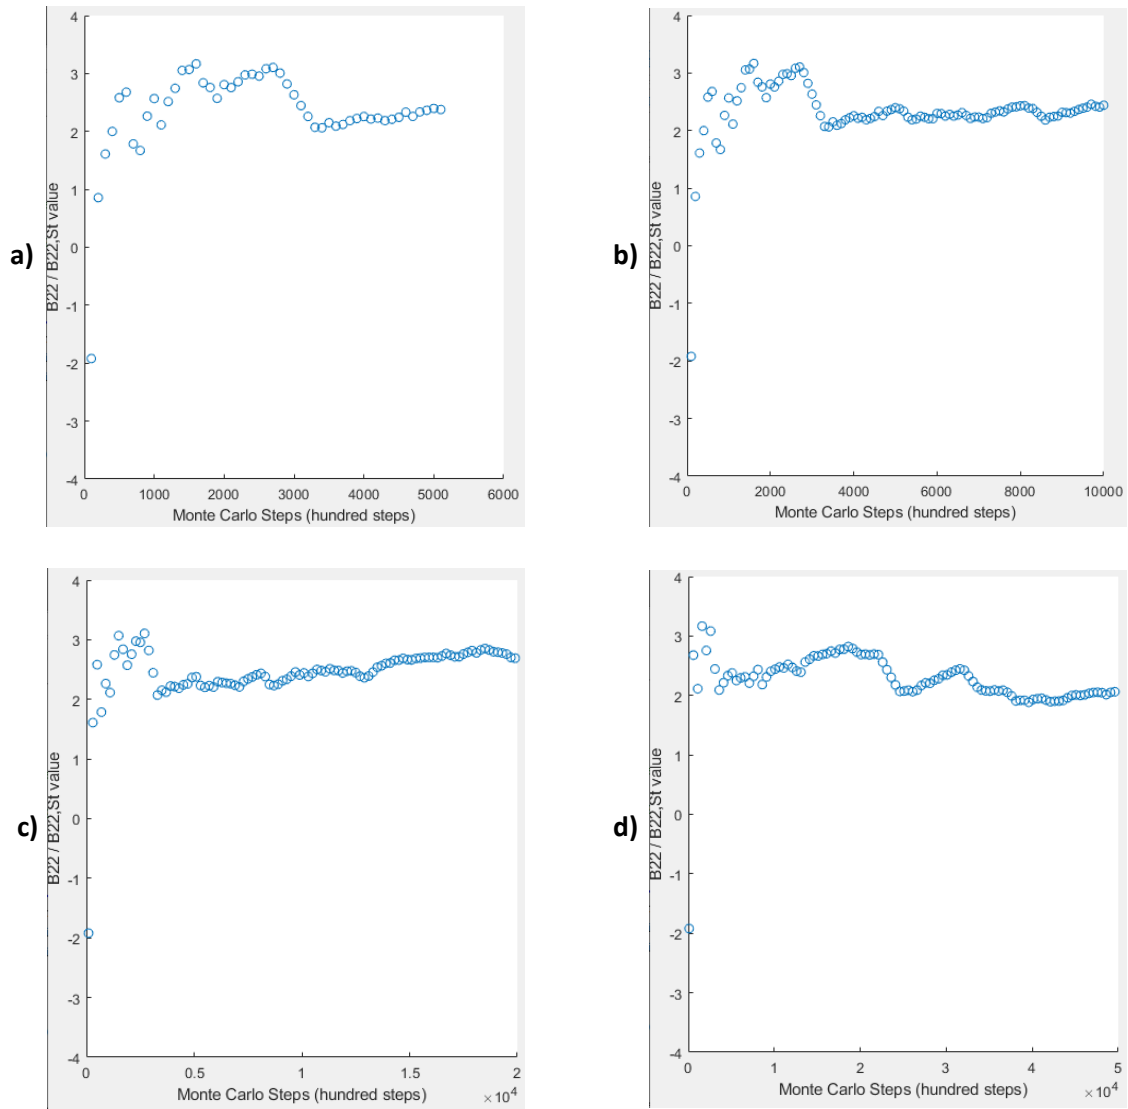 a)
B22 / B22,St value
4
3
2
1
0
-1
-2
-3
-4
0 1000 2000 3000 4000 5000 6000
Monte Carlo Steps (hundred steps)
b)
B22 / B22,St value
4
3
2
1
0
-1
-2
-3
-4
0 2000 4000 6000 8000 10000
Monte Carlo Steps (hundred steps)
c)
B22 / B22,St value
4
3
2
1
0
-1
-2
-3
-4
0 0.5 1 1.5 2
Monte Carlo Steps (hundred steps) ×10⁴
d)
B22 / B22,St value
4
3
2
1
0
-1
-2
-3
-4
0 1 2 3 4 5
Monte Carlo Steps (hundred steps) ×10⁴